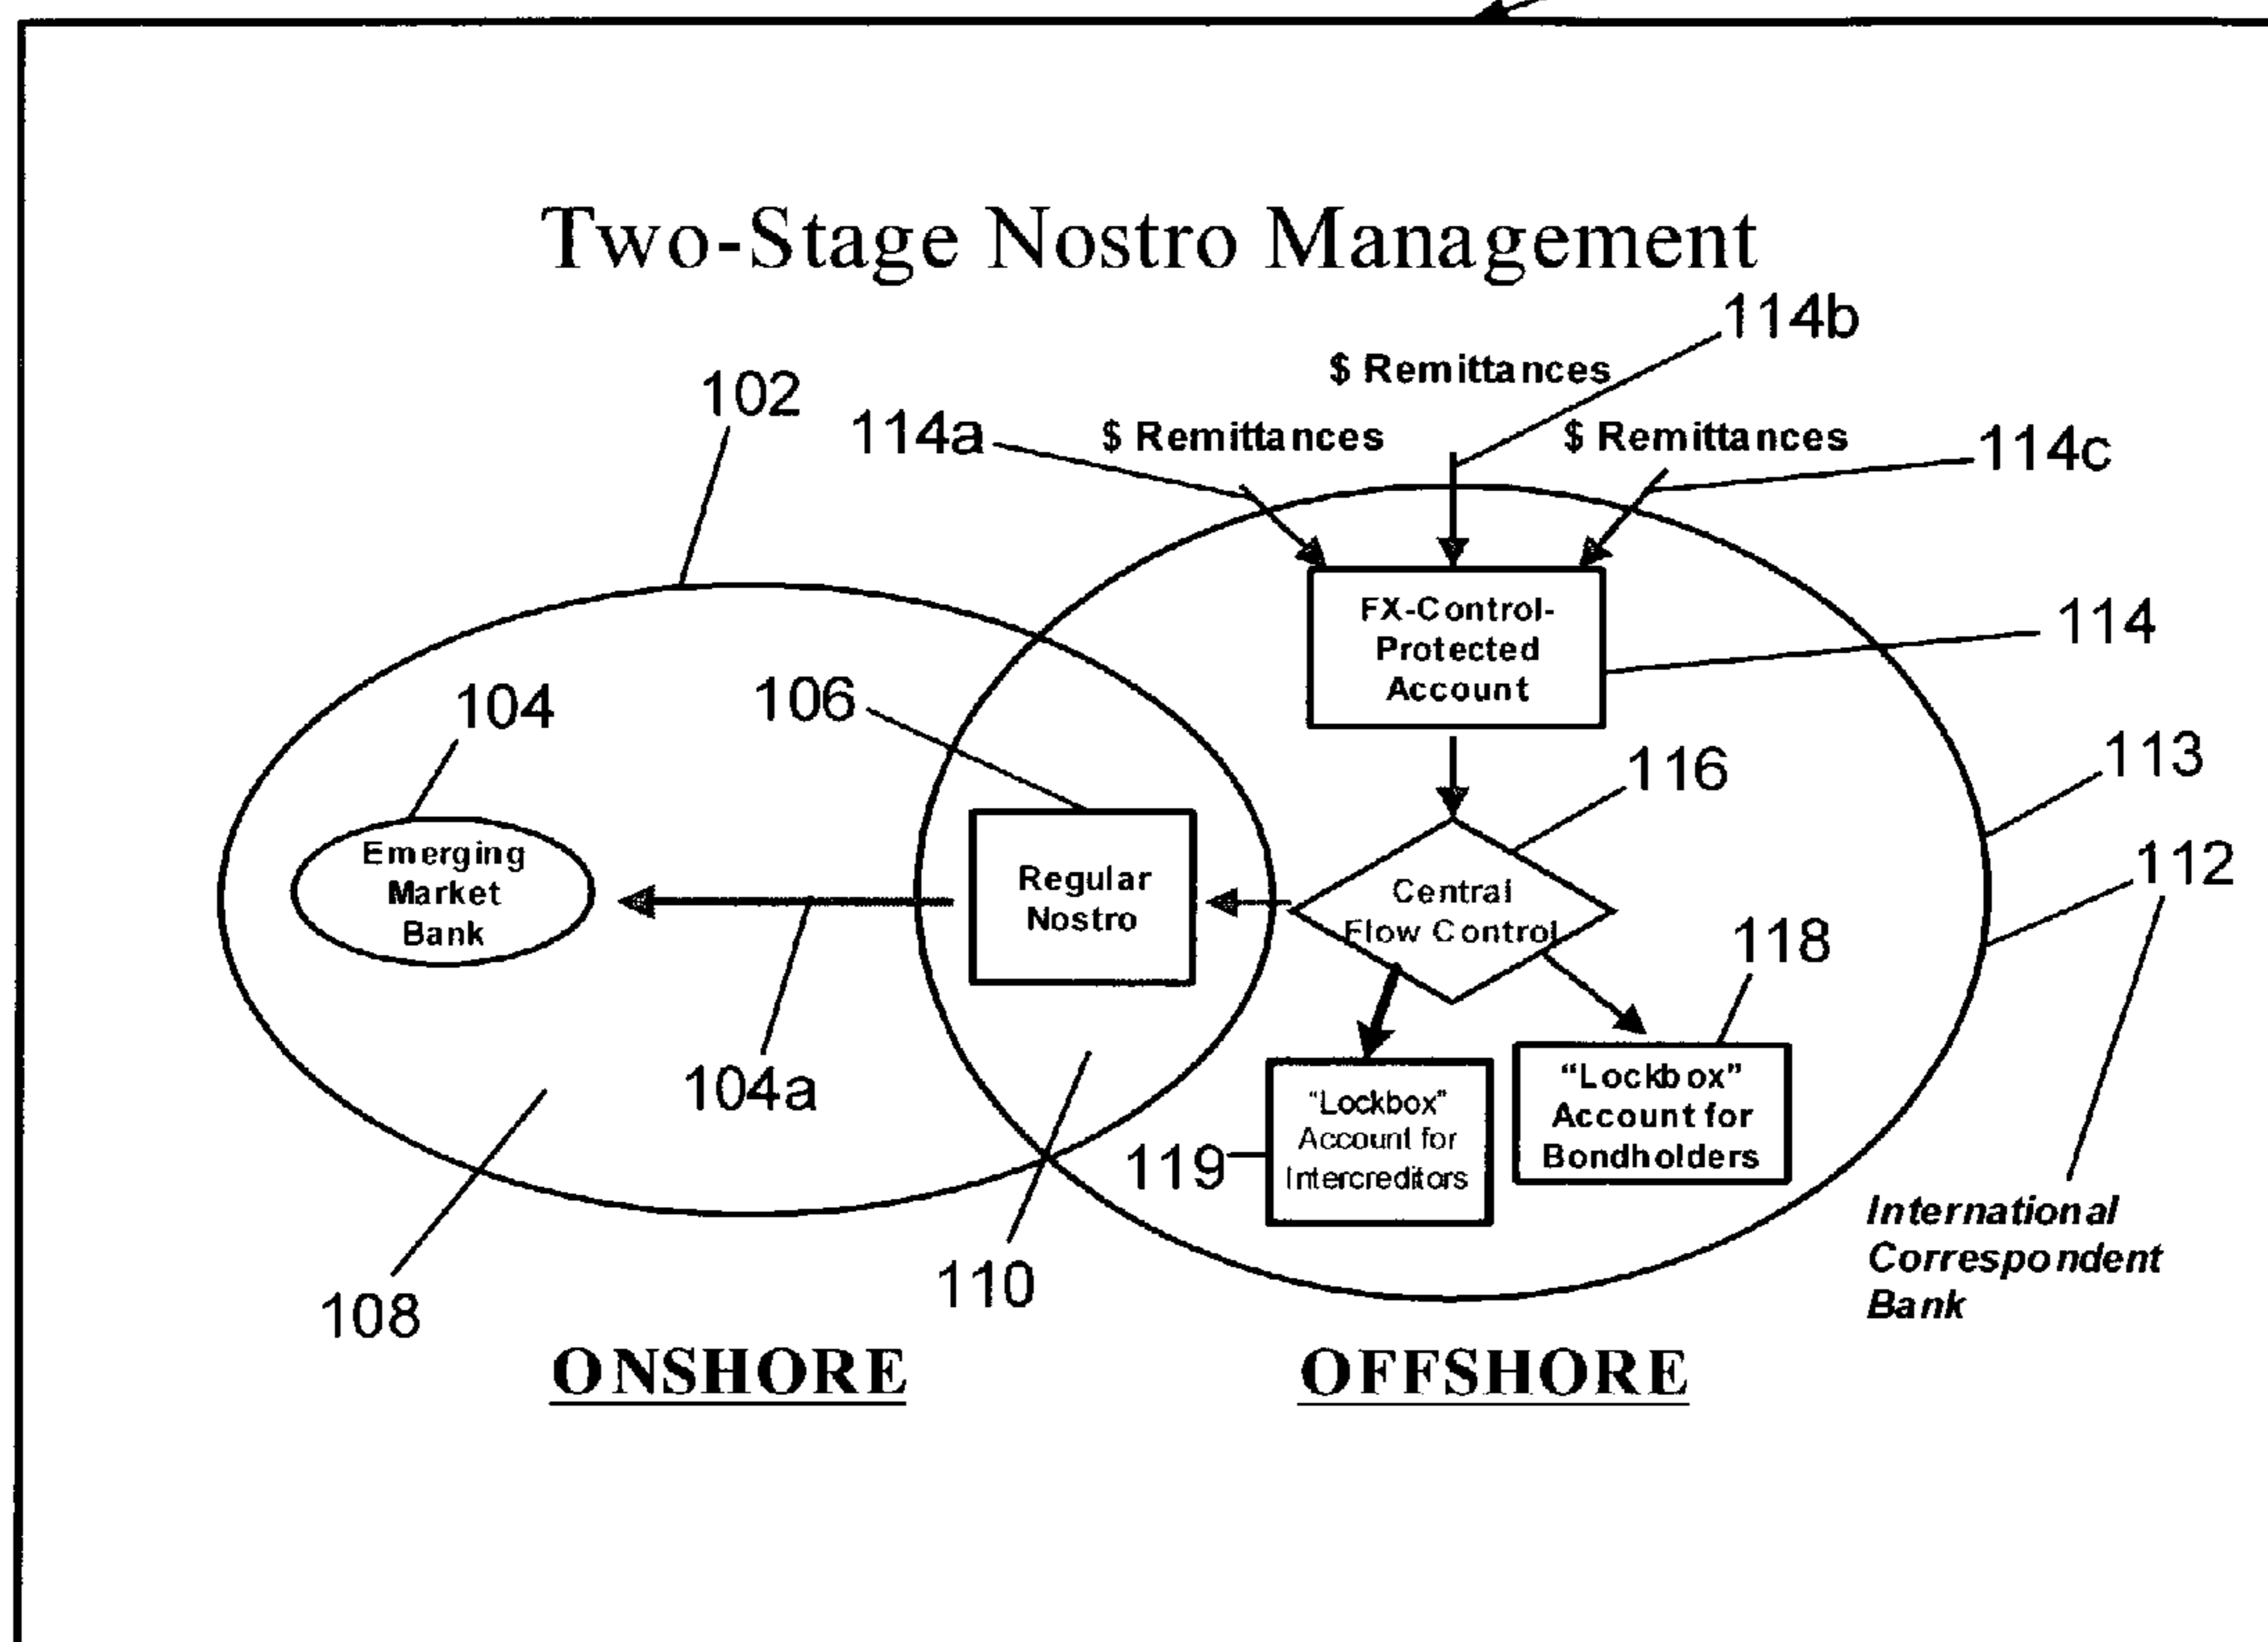 Two-Stage Nostro Management
114b
$ Remittances
102
114a
$ Remittances
$ Remittances
114c
FX-Control-
Protected
Account
114
104
106
116
113
Emerging
Market
Bank
Regular
Nostro
Central
Flow Control
112
118
104a
"Lockbox"
Account for
Intercreditors
“Lockbox”
Account for
Bondholders
119
International
Correspondent
Bank
110
108
ONSHORE
OFFSHORE